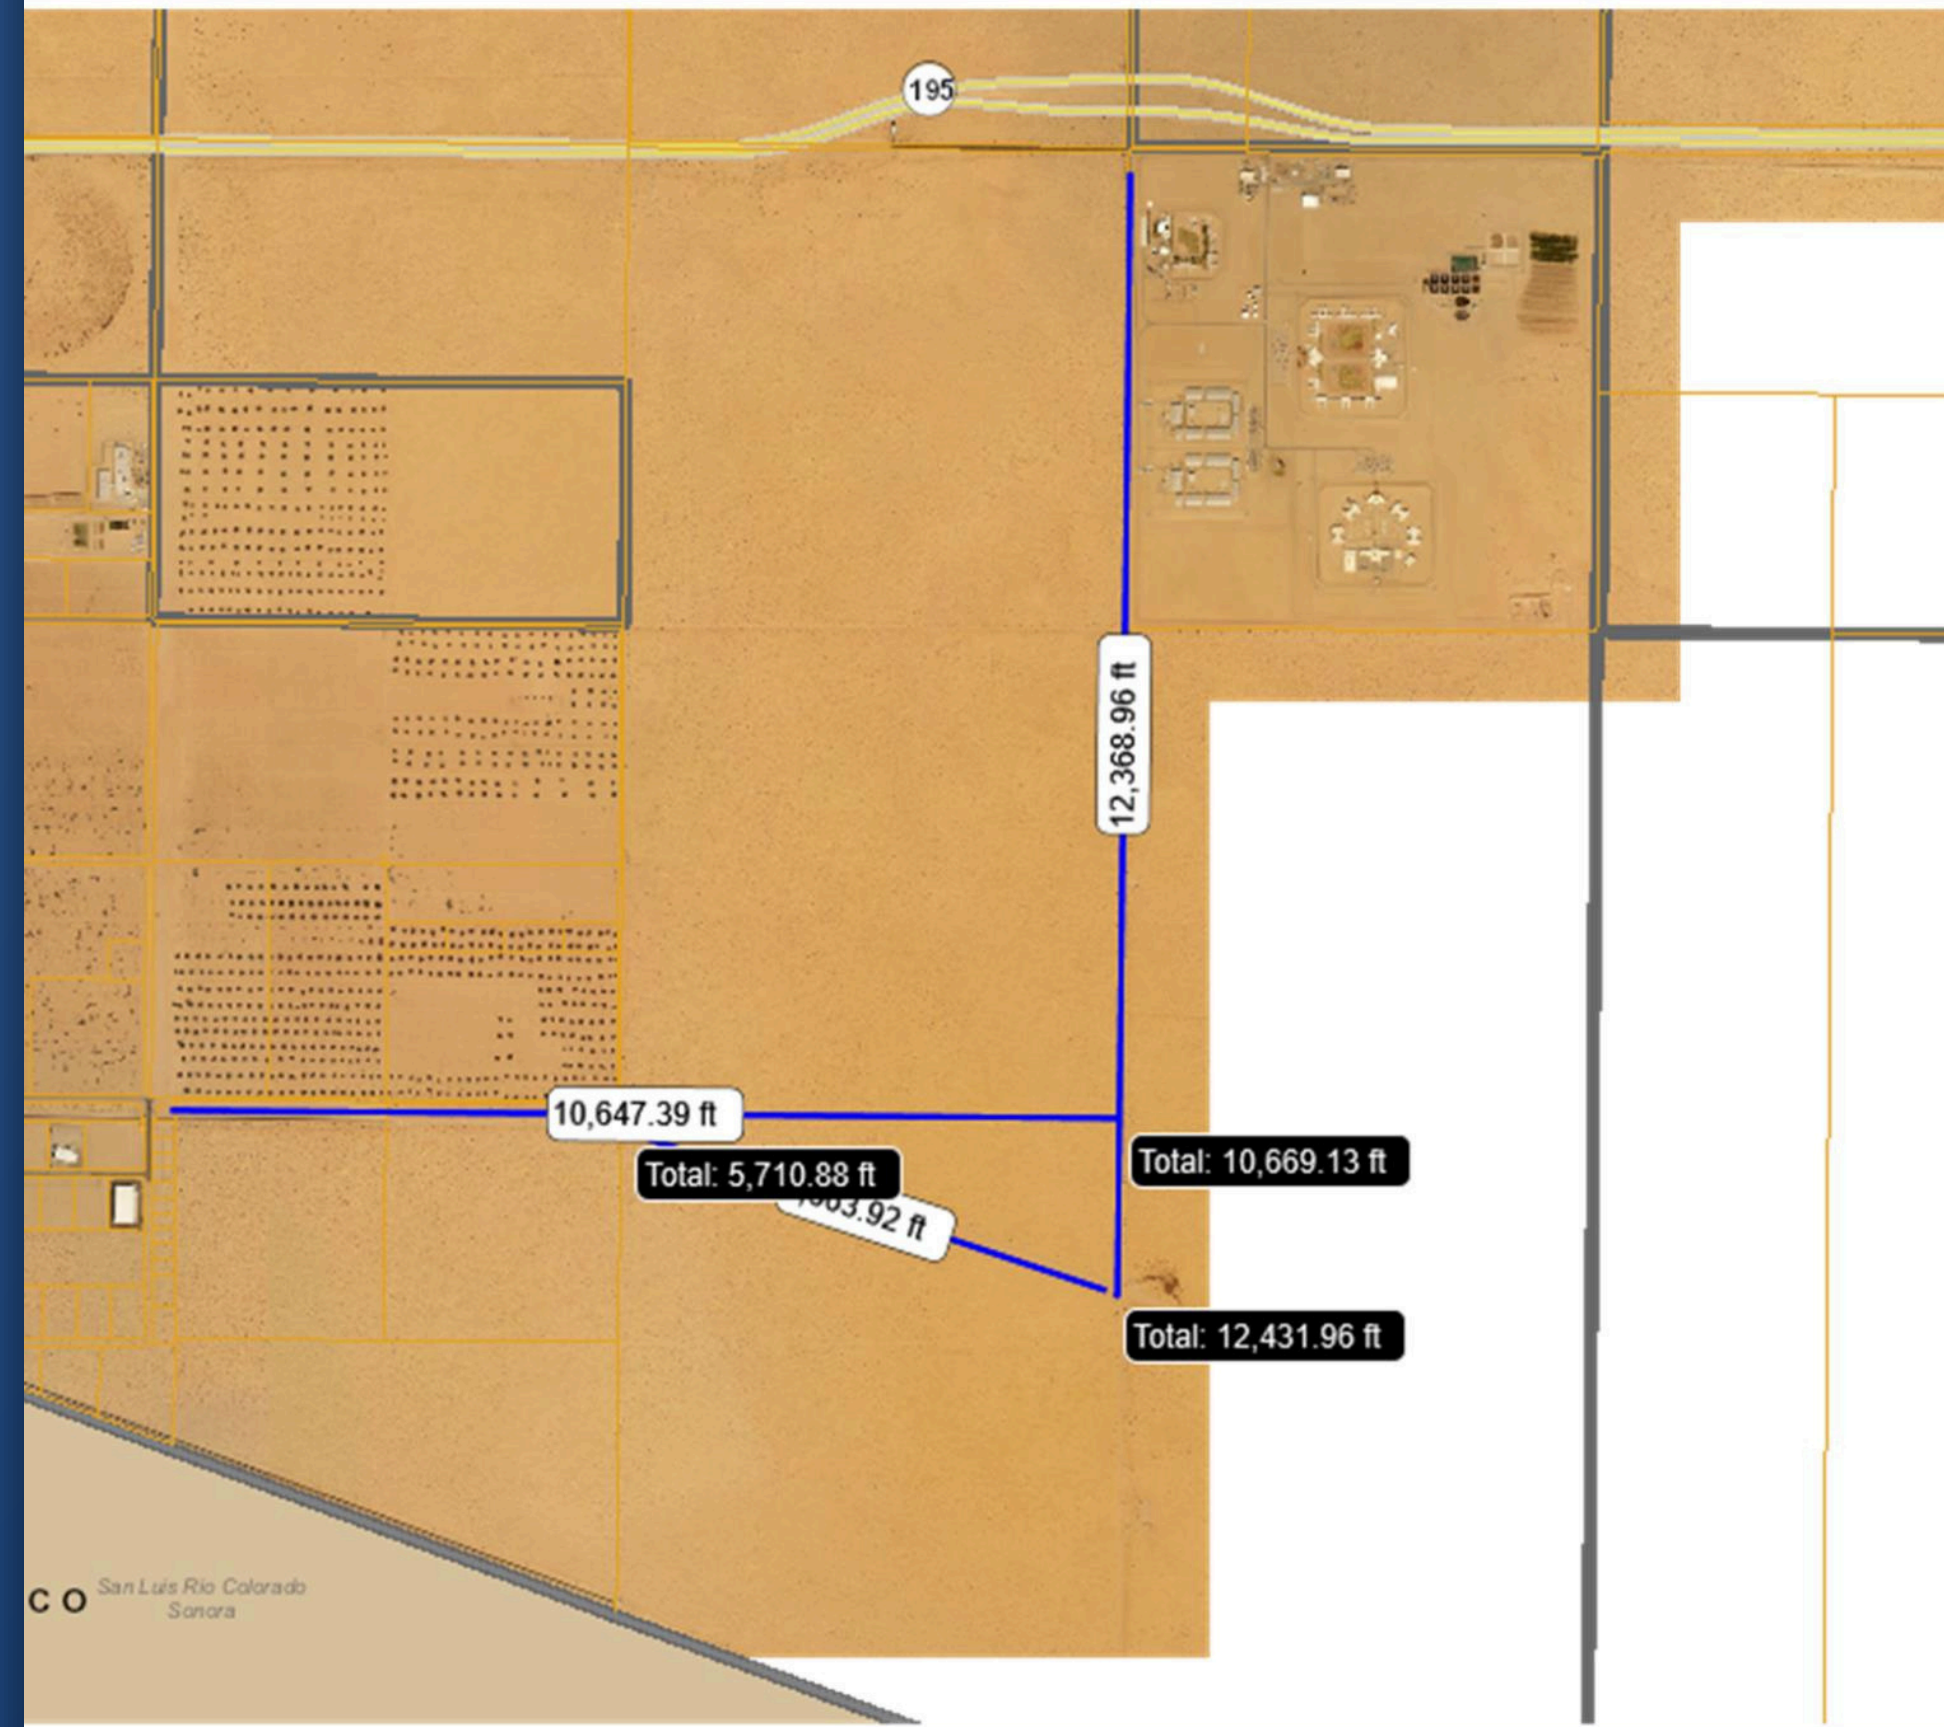 195
12,368.96 ft
10,647.39 ft
Total: 5,710.88 ft
Total: 10,669.13 ft
Total: 12,431.96 ft
CO
San Luis Rio Colorado
Sonora